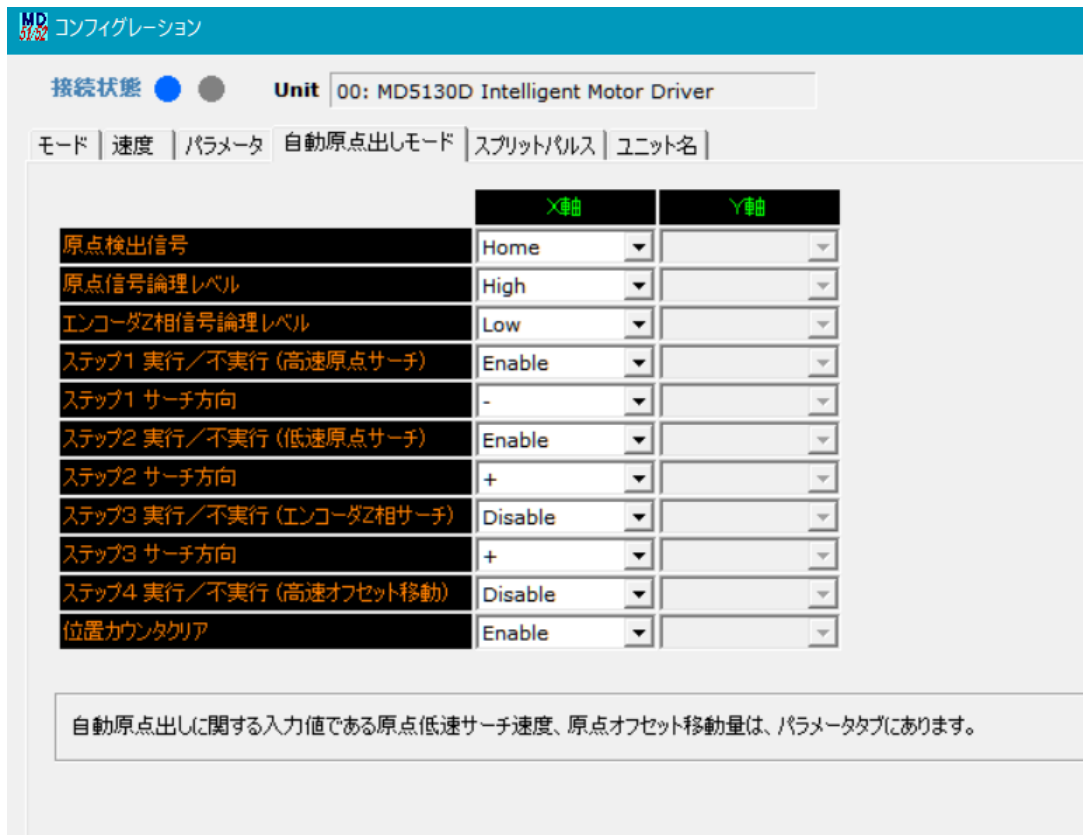 MD 51/52 コンフィグレーション
接続状態 Unit 00: MD5130D Intelligent Motor Driver
モード 速度 パラメータ 自動原点出しモード スプリットパルス ユニット名
X軸 Y軸
原点検出信号 Home
原点信号論理レベル High
エンコーダZ相信号論理レベル Low
ステップ1 実行/不実行 (高速原点サーチ) Enable
ステップ1 サーチ方向 -
ステップ2 実行/不実行 (低速原点サーチ) Enable
ステップ2 サーチ方向 +
ステップ3 実行/不実行 (エンコーダZ相サーチ) Disable
ステップ3 サーチ方向 +
ステップ4 実行/不実行 (高速オフセット移動) Disable
位置カウンタクリア Enable
自動原点出しに関する入力値である原点低速サーチ速度、原点オフセット移動量は、パラメータタブにあります。